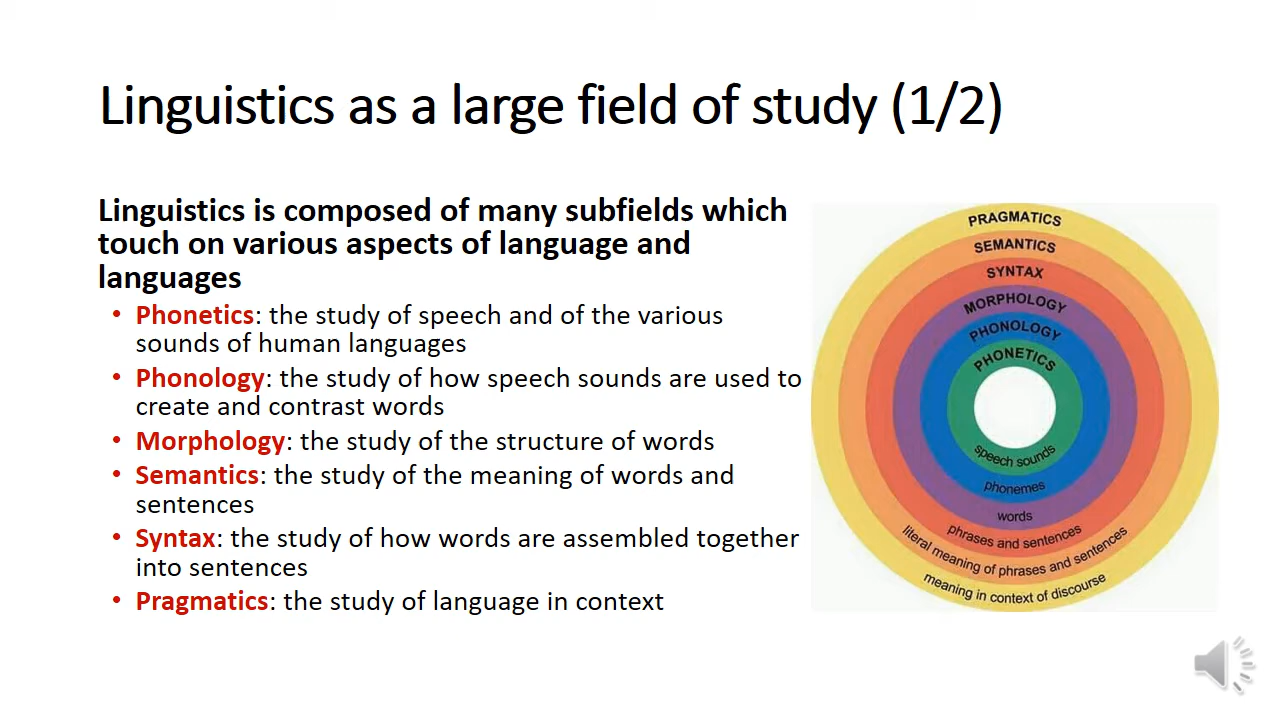 Linguistics as a large field of study (1/2)
Linguistics is composed of many subfields which
touch on various aspects of language and
languages
• Phonetics: the study of speech and of the various
sounds of human languages
• Phonology: the study of how speech sounds are used to
create and contrast words
• Morphology: the study of the structure of words
• Semantics: the study of the meaning of words and
sentences
• Syntax: the study of how words are assembled together
into sentences
• Pragmatics: the study of language in context
PRAGMATICS
SEMANTICS
SYNTAX
MORPHOLOGY
PHONOLOGY
PHONETICS
speech sounds
phonemes
words
phrases and sentences
literal meaning of phrases and sentences
meaning in context of discourse